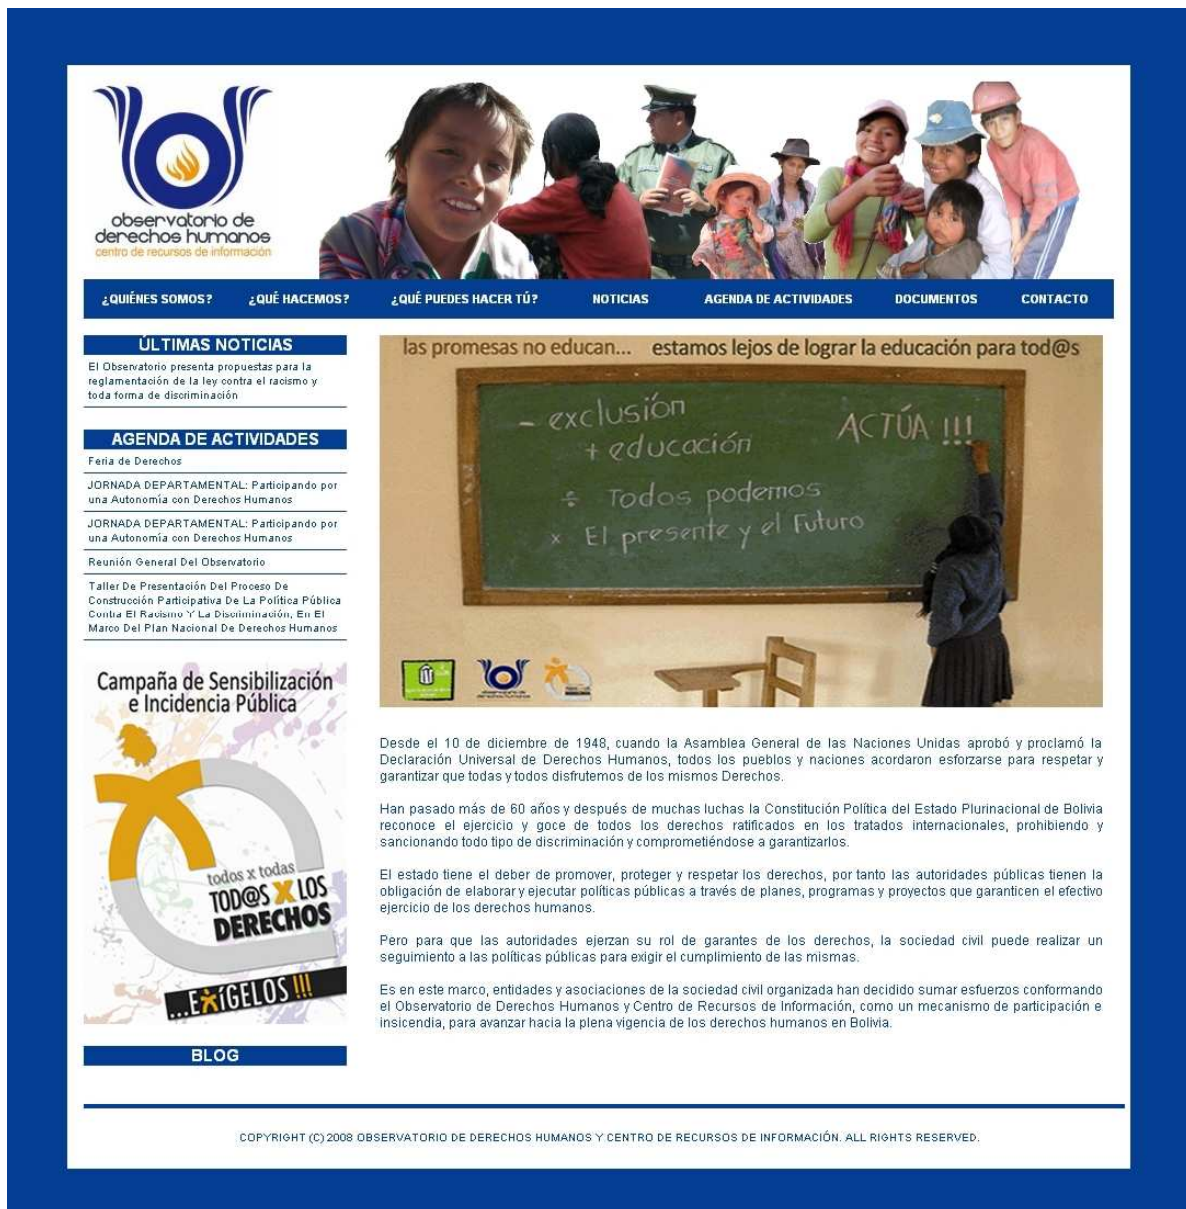 observatorio de
derechos humanos
centro de recursos de información
¿QUIÉNES SOMOS? ¿QUÉ HACEMOS? ¿QUÉ PUEDES HACER TÚ? NOTICIAS AGENDA DE ACTIVIDADES DOCUMENTOS CONTACTO
ÚLTIMAS NOTICIAS
El Observatorio presenta propuestas para la
reglamentación de la ley contra el racismo y
toda forma de discriminación
AGENDA DE ACTIVIDADES
Feria de Derechos
JORNADA DEPARTAMENTAL: Participando por
una Autonomía con Derechos Humanos
JORNADA DEPARTAMENTAL: Participando por
una Autonomía con Derechos Humanos
Reunión General Del Observatorio
Taller De Presentación Del Proceso De
Construcción Participativa De La Política Pública
Contra El Racismo Y La Discriminación, En El
Marco Del Plan Nacional De Derechos Humanos
Campaña de Sensibilización
e Incidencia Pública
todos x todas
TOD@S X LOS
DERECHOS
...EXÍGELOS !!!
BLOG
las promesas no educan... estamos lejos de lograr la educación para tod@s
- exclusión ACTÚA !!!
+ educación
÷ Todos podemos
x El presente y el Futuro
Desde el 10 de diciembre de 1948, cuando la Asamblea General de las Naciones Unidas aprobó y proclamó la
Declaración Universal de Derechos Humanos, todos los pueblos y naciones acordaron esforzarse para respetar y
garantizar que todas y todos disfrutemos de los mismos Derechos.
Han pasado más de 60 años y después de muchas luchas la Constitución Política del Estado Plurinacional de Bolivia
reconoce el ejercicio y goce de todos los derechos ratificados en los tratados internacionales, prohibiendo y
sancionando todo tipo de discriminación y comprometiéndose a garantizarlos.
El estado tiene el deber de promover, proteger y respetar los derechos, por tanto las autoridades públicas tienen la
obligación de elaborar y ejecutar políticas públicas a través de planes, programas y proyectos que garanticen el efectivo
ejercicio de los derechos humanos.
Pero para que las autoridades ejerzan su rol de garantes de los derechos, la sociedad civil puede realizar un
seguimiento a las políticas públicas para exigir el cumplimiento de las mismas.
Es en este marco, entidades y asociaciones de la sociedad civil organizada han decidido sumar esfuerzos conformando
el Observatorio de Derechos Humanos y Centro de Recursos de Información, como un mecanismo de participación e
insicendia, para avanzar hacia la plena vigencia de los derechos humanos en Bolivia.
COPYRIGHT (C) 2008 OBSERVATORIO DE DERECHOS HUMANOS Y CENTRO DE RECURSOS DE INFORMACIÓN. ALL RIGHTS RESERVED.